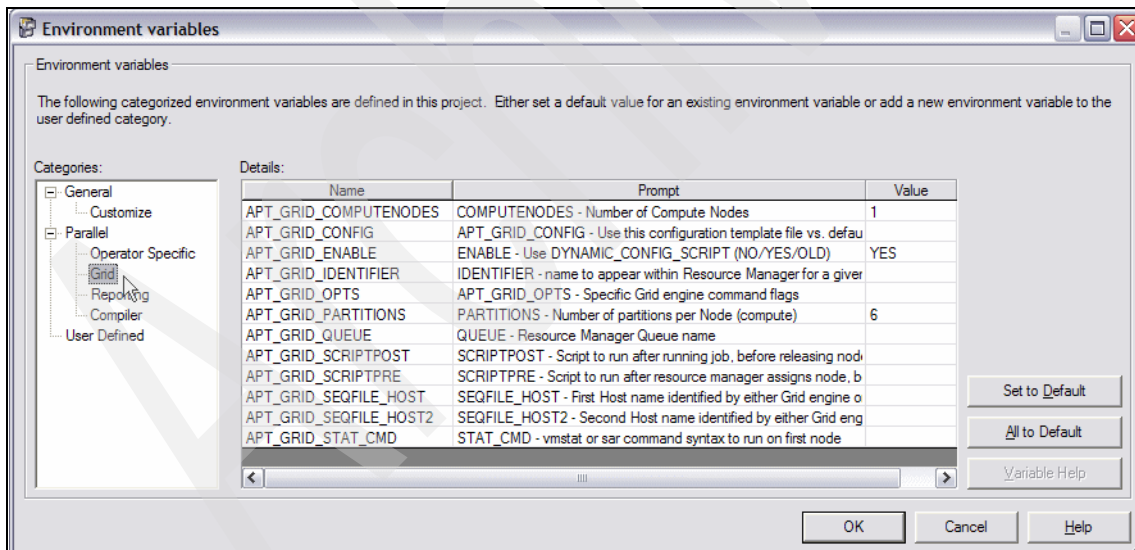 Environment variables
Environment variables
The following categorized environment variables are defined in this project. Either set a default value for an existing environment variable or add a new environment variable to the
user defined category.
Categories:
General
Customize
Parallel
Operator Specific
Grid
Reporting
Compiler
User Defined
Details:
Name Prompt Value
APT_GRID_COMPUTENODES COMPUTENODES - Number of Compute Nodes 1
APT_GRID_CONFIG APT_GRID_CONFIG - Use this configuration template file vs. defau
APT_GRID_ENABLE ENABLE - Use DYNAMIC_CONFIG_SCRIPT (NO/YES/OLD) YES
APT_GRID_IDENTIFIER IDENTIFIER - name to appear within Resource Manager for a giver
APT_GRID_OPTS APT_GRID_OPTS - Specific Grid engine command flags
APT_GRID_PARTITIONS PARTITIONS - Number of partitions per Node (compute) 6
APT_GRID_QUEUE QUEUE - Resource Manager Queue name
APT_GRID_SCRIPTPOST SCRIPTPOST - Script to run after running job, before releasing node
APT_GRID_SCRIPTPRE SCRIPTPRE - Script to run after resource manager assigns node, b
APT_GRID_SEQFILE_HOST SEQFILE_HOST - First Host name identified by either Grid engine o
APT_GRID_SEQFILE_HOST2 SEQFILE_HOST2 - Second Host name identified by either Grid eng
APT_GRID_STAT_CMD STAT_CMD - vmstat or sar command syntax to run on first node
Set to Default
All to Default
Variable Help
OK Cancel Help